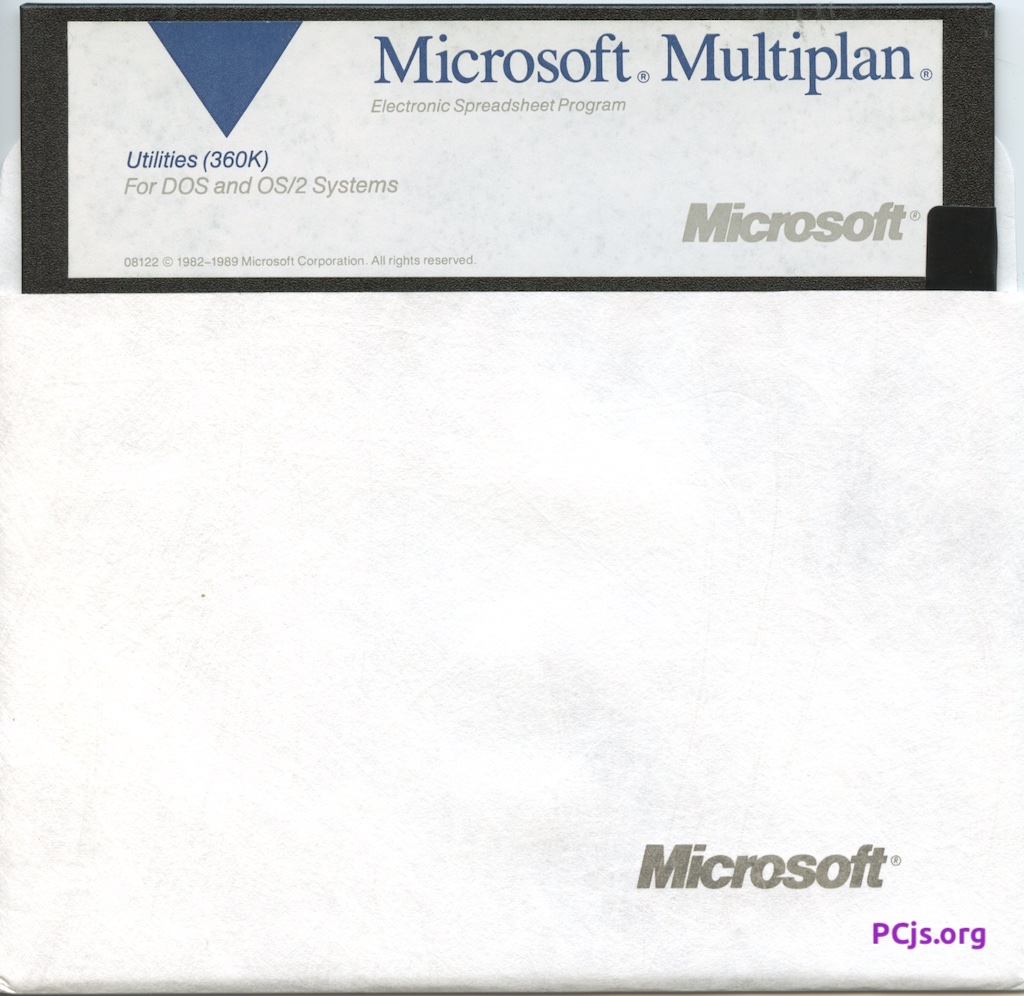 Microsoft® Multiplan®
Electronic Spreadsheet Program
Utilities (360K)
For DOS and OS/2 Systems
Microsoft®
08122 © 1982–1989 Microsoft Corporation. All rights reserved.
Microsoft®
PCjs.org